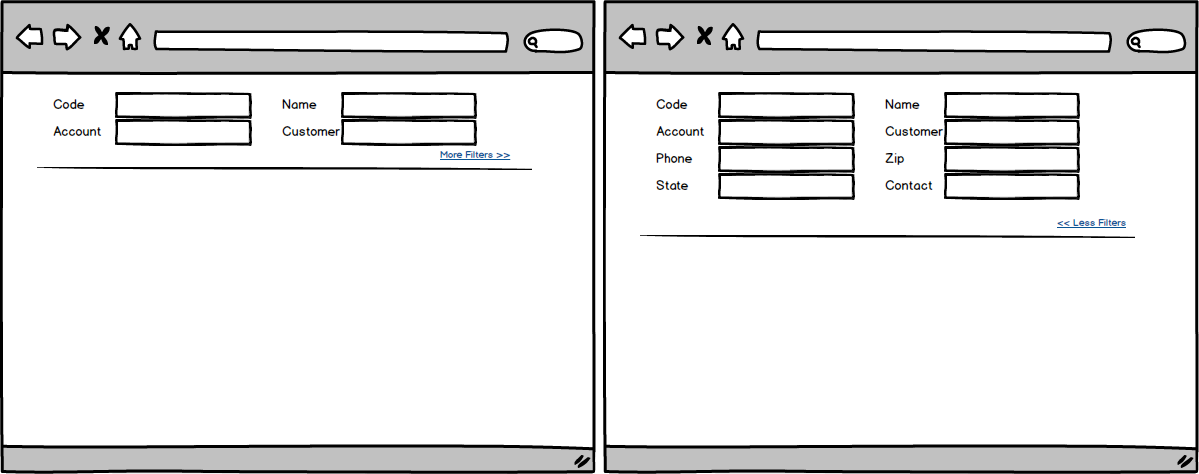 Code Name
Account Customer
More Filters >>
Code Name
Account Customer
Phone Zip
State Contact
<< Less Filters